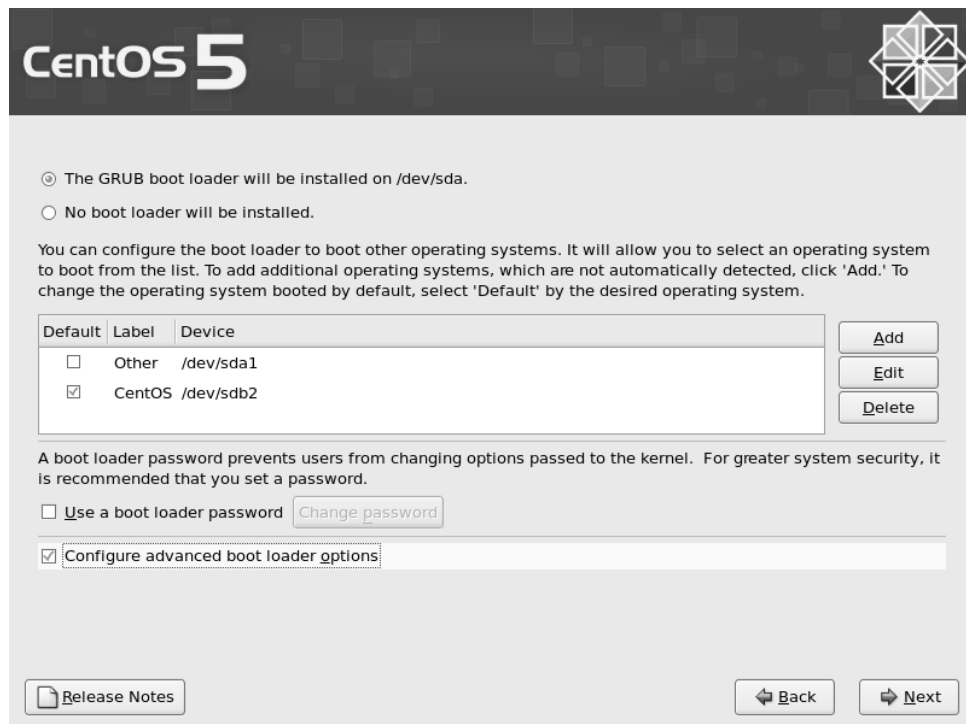 CentOS 5
The GRUB boot loader will be installed on /dev/sda.
No boot loader will be installed.
You can configure the boot loader to boot other operating systems. It will allow you to select an operating system
to boot from the list. To add additional operating systems, which are not automatically detected, click 'Add.' To
change the operating system booted by default, select 'Default' by the desired operating system.
Default Label Device
Other /dev/sda1
CentOS /dev/sdb2
Add
Edit
Delete
A boot loader password prevents users from changing options passed to the kernel.  For greater system security, it
is recommended that you set a password.
Use a boot loader password Change password
Configure advanced boot loader options
Release Notes Back Next